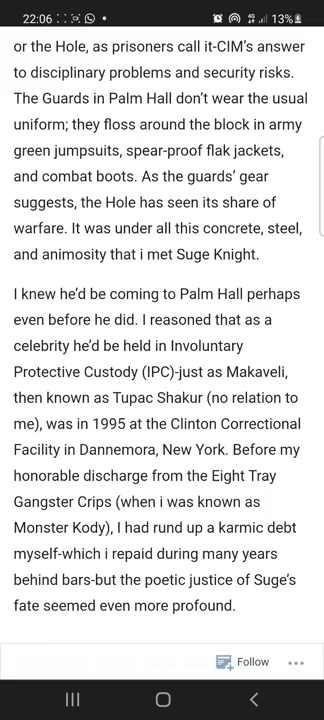 22:06
13%
or the Hole, as prisoners call it-CIM's answer
to disciplinary problems and security risks.
The Guards in Palm Hall don't wear the usual
uniform; they floss around the block in army
green jumpsuits, spear-proof flak jackets,
and combat boots. As the guards' gear
suggests, the Hole has seen its share of
warfare. It was under all this concrete, steel,
and animosity that i met Suge Knight.
I knew he'd be coming to Palm Hall perhaps
even before he did. I reasoned that as a
celebrity he'd be held in Involuntary
Protective Custody (IPC)-just as Makaveli,
then known as Tupac Shakur (no relation to
me), was in 1995 at the Clinton Correctional
Facility in Dannemora, New York. Before my
honorable discharge from the Eight Tray
Gangster Crips (when i was known as
Monster Kody), I had rund up a karmic debt
myself-which i repaid during many years
behind bars-but the poetic justice of Suge's
fate seemed even more profound.
Follow